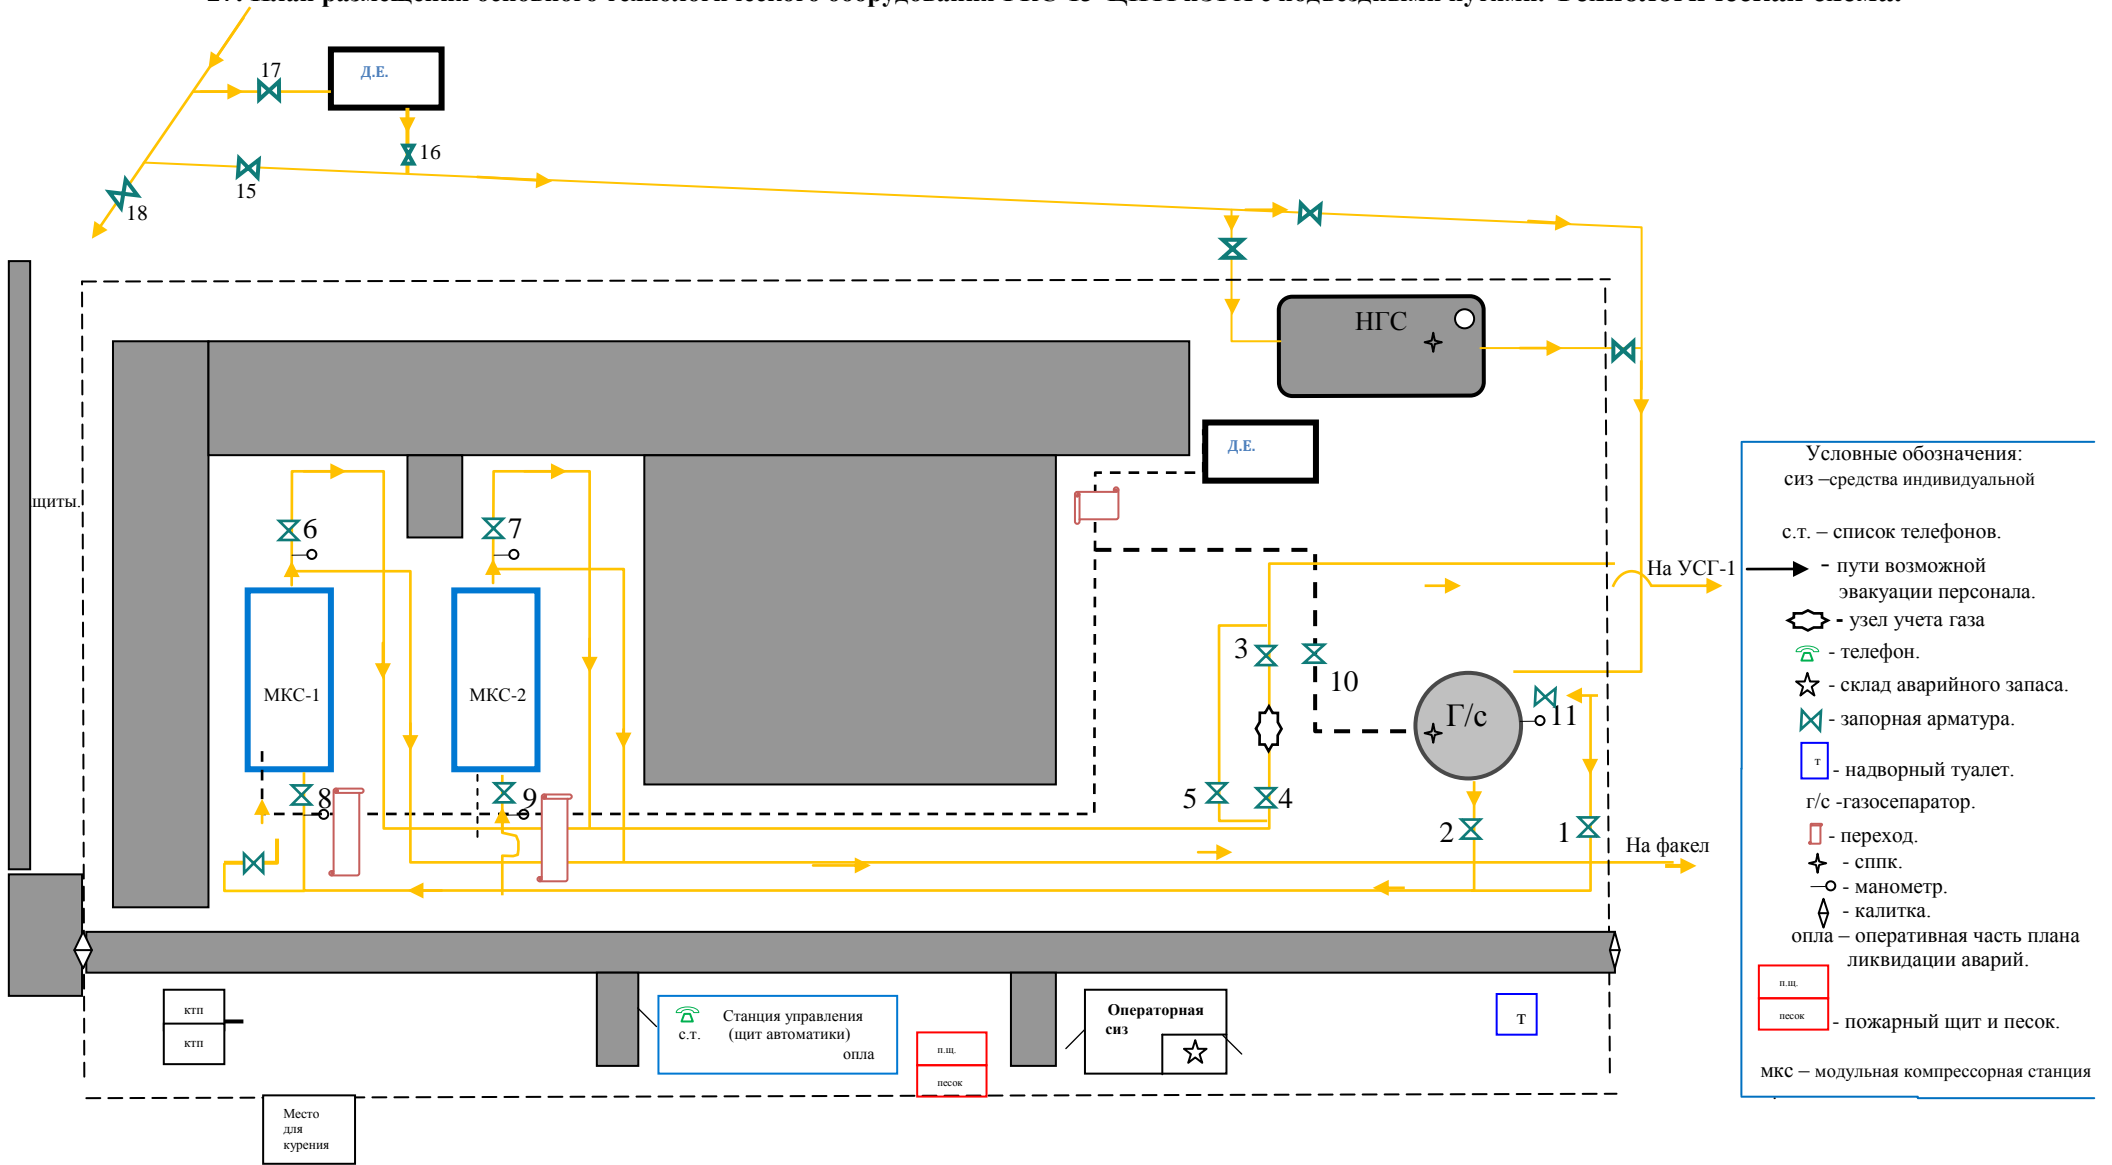 17
Д.Е.
16
15
18
НГС
Д.Е.
щиты.
6
7
МКС-1
МКС-2
8
9
3
10
5
4
Г/с
11
2
1
На УСГ-1
На факел
Условные обозначения:
сиз –средства индивидуальной
с.т. – список телефонов.
- пути возможной
эвакуации персонала.
- узел учета газа
- телефон.
- склад аварийного запаса.
- запорная арматура.
т
- надворный туалет.
г/с -газосепаратор.
- переход.
- сппк.
- манометр.
- калитка.
опла – оперативная часть плана
ликвидации аварий.
п.щ.
песок
- пожарный щит и песок.
мкс – модульная компрессорная станция
ктп
ктп
Станция управления
с.т. (щит автоматики)
опла
п.щ.
песок
Операторная
сиз
Т
Место
для
курения